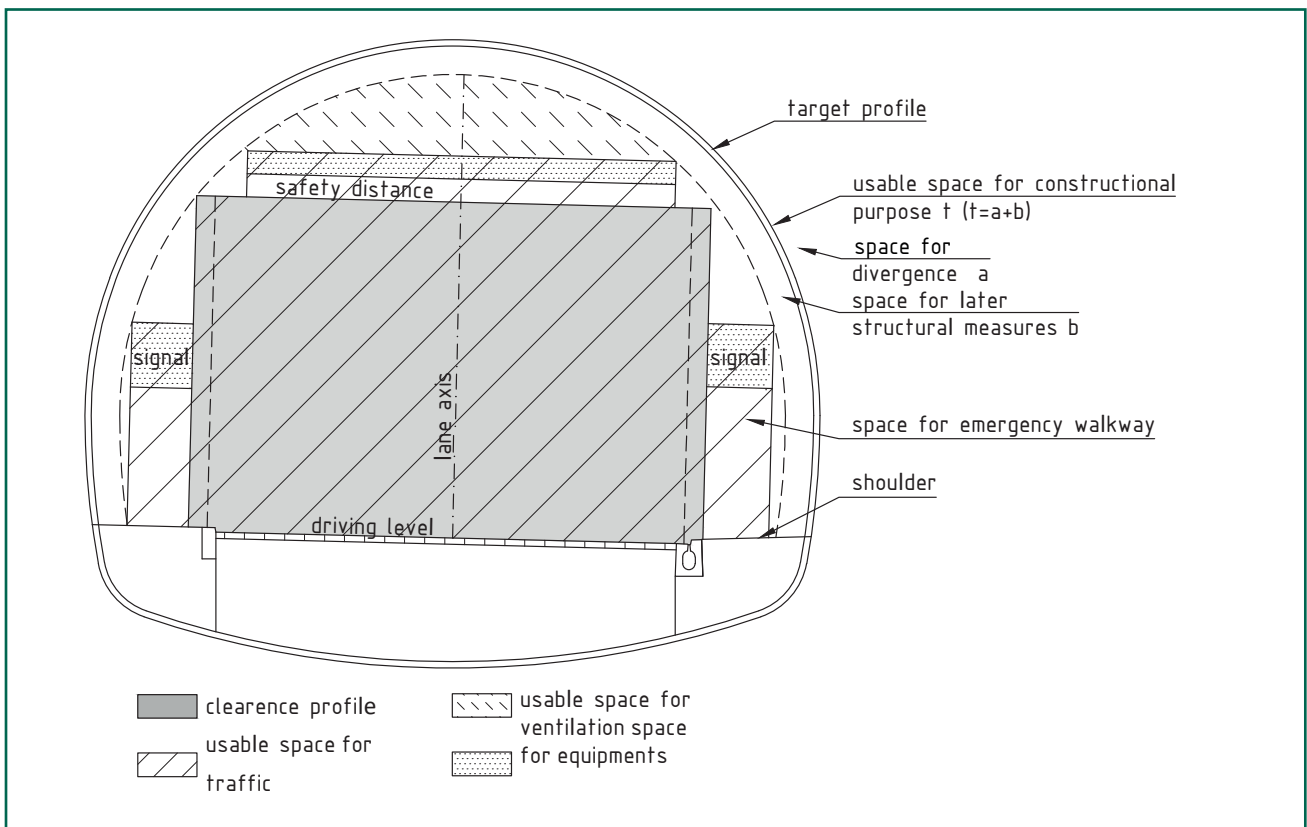 target profile
usable space for constructional
purpose t (t=a+b)
space for
divergence a
space for later
structural measures b
safety distance
signal
signal
lane axis
space for emergency walkway
shoulder
driving level
clearence profile
usable space for
traffic
usable space for
ventilation space
for equipments